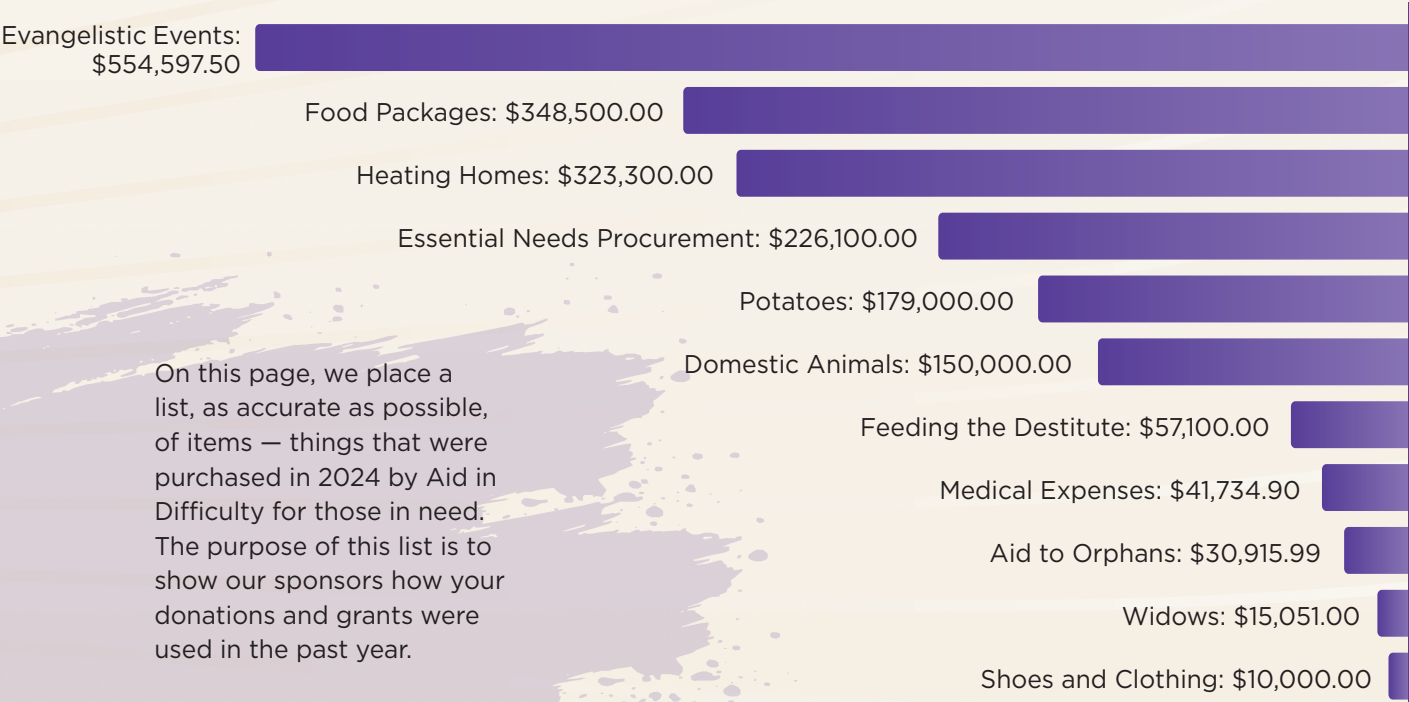 Evangelistic Events:
$554,597.50
Food Packages: $348,500.00
Heating Homes: $323,300.00
Essential Needs Procurement: $226,100.00
Potatoes: $179,000.00
Domestic Animals: $150,000.00
Feeding the Destitute: $57,100.00
Medical Expenses: $41,734.90
Aid to Orphans: $30,915.99
Widows: $15,051.00
Shoes and Clothing: $10,000.00
On this page, we place a
list, as accurate as possible,
of items — things that were
purchased in 2024 by Aid in
Difficulty for those in need.
The purpose of this list is to
show our sponsors how your
donations and grants were
used in the past year.